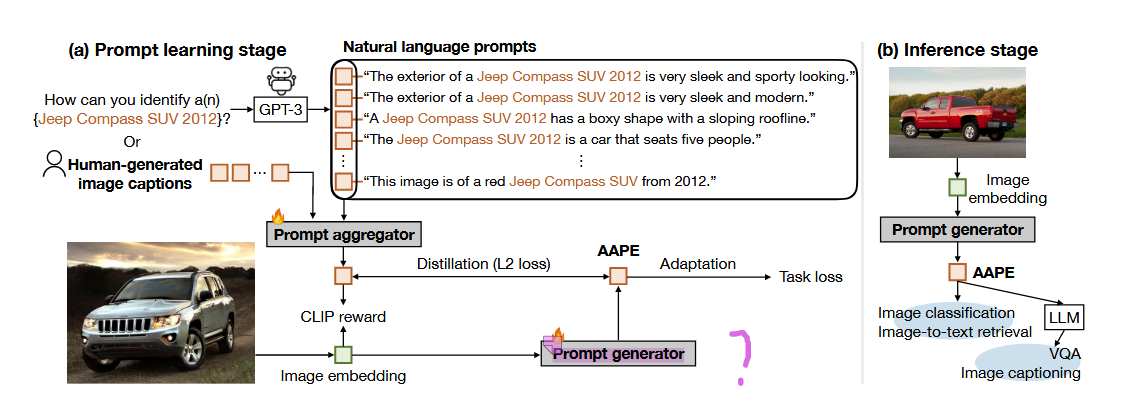 (a) Prompt learning stage
Natural language prompts
How can you identify a(n)
{Jeep Compass SUV 2012}?
GPT-3
Or
Human-generated
image captions
...
“The exterior of a Jeep Compass SUV 2012 is very sleek and sporty looking.”
“The exterior of a Jeep Compass SUV 2012 is very sleek and modern.”
“A Jeep Compass SUV 2012 has a boxy shape with a sloping roofline.”
“The Jeep Compass SUV 2012 is a car that seats five people.”
“This image is of a red Jeep Compass SUV from 2012.”
Prompt aggregator
Distillation (L2 loss)
AAPE
Adaptation
Task loss
CLIP reward
Image embedding
Prompt generator
?
(b) Inference stage
Image
embedding
Prompt generator
AAPE
Image classification
Image-to-text retrieval
LLM
VQA
Image captioning